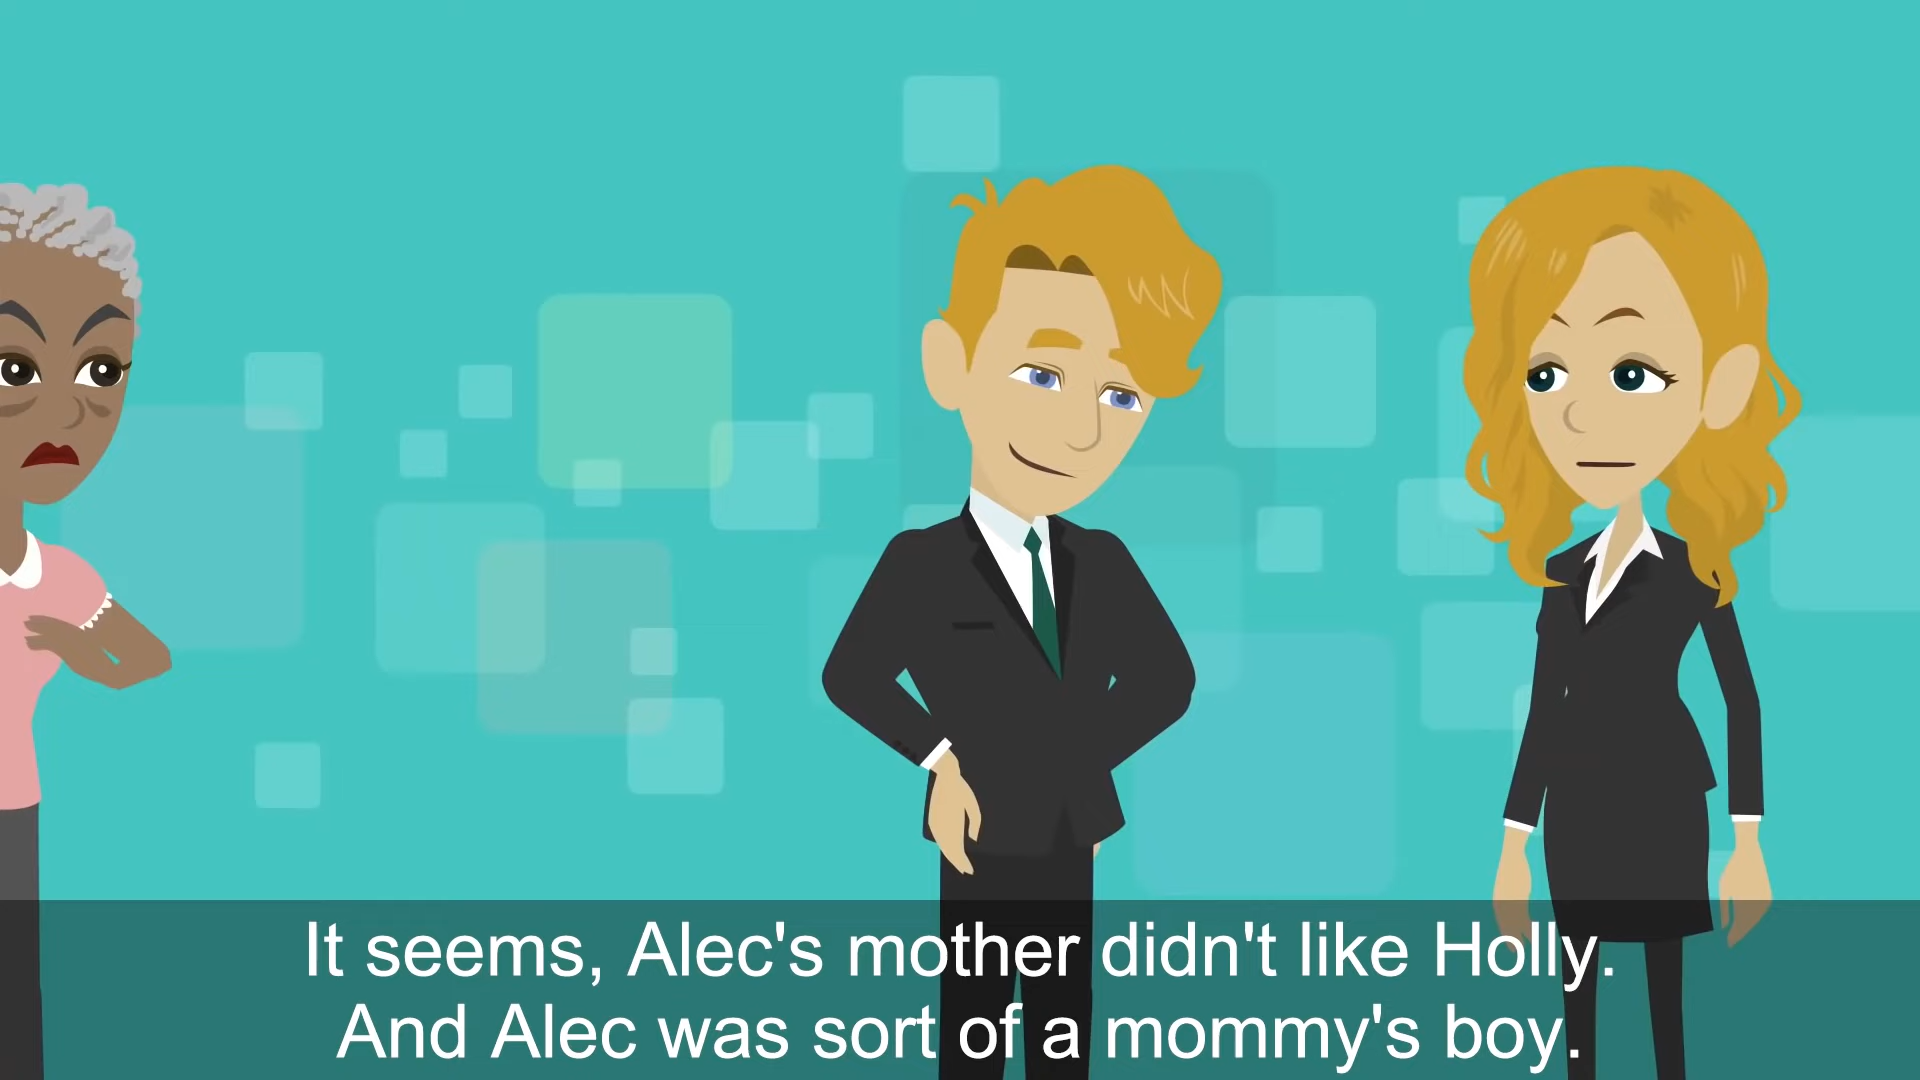 It seems, Alec's mother didn't like Holly.
And Alec was sort of a mommy's boy.